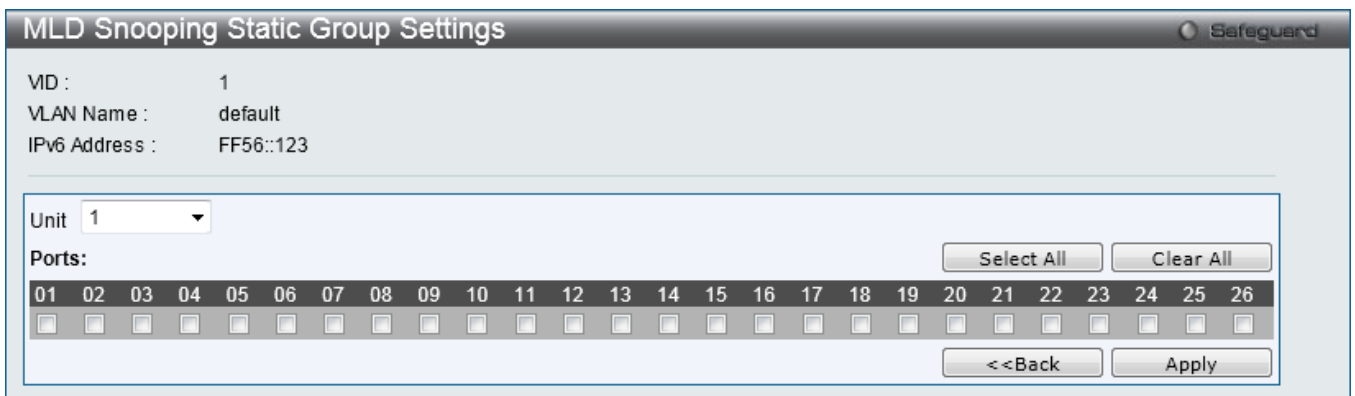 MLD Snooping Static Group Settings
Safeguard
VID : 1
VLAN Name : default
IPv6 Address : FF56::123
Unit 1
Ports:
Select All Clear All
01 02 03 04 05 06 07 08 09 10 11 12 13 14 15 16 17 18 19 20 21 22 23 24 25 26
<<Back Apply